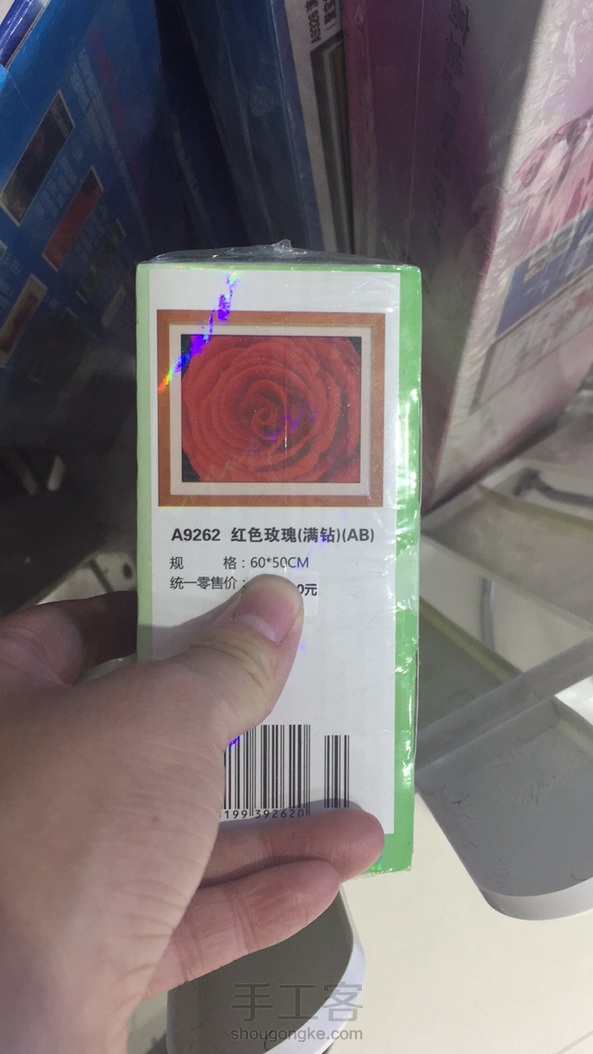 A9262 红色玫瑰(满钻)(AB)
规 格：60*50CM
统一零售价： 0元
199 392620
手工客
shougongke.com